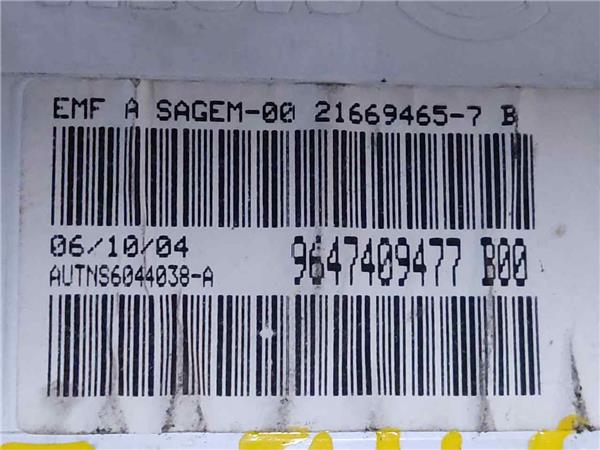 EMF A SAGEM-00 21669465-7 B
06/10/04
9647409477 B00
AUTNS6044038-A